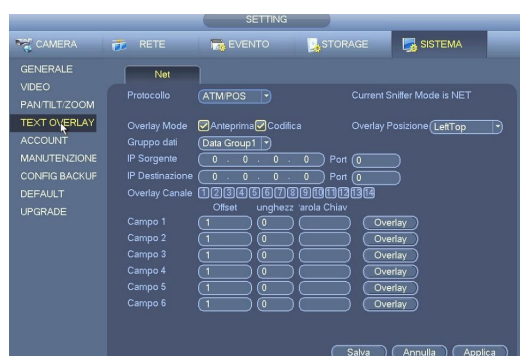 SETTING
CAMERA RETE EVENTO STORAGE SISTEMA
GENERALE
VIDEO
PAN/TILT/ZOOM
TEXT OVERLAY
ACCOUNT
MANUTENZIONE
CONFIG BACKUF
DEFAULT
UPGRADE
Net
Protocollo ATM/POS Current Sniffer Mode is NET
Overlay Mode Anteprima Codifica Overlay Posizione LeftTop
Gruppo dati Data Group1
IP Sorgente 0 . 0 . 0 . 0 Port 0
IP Destinazione 0 . 0 . 0 . 0 Port 0
Overlay Canale 1 2 3 4 5 6 7 8 9 10 11 12 13 14
Offset unghezz arola Chiav
Campo 1 1 0 Overlay
Campo 2 1 0 Overlay
Campo 3 1 0 Overlay
Campo 4 1 0 Overlay
Campo 5 1 0 Overlay
Campo 6 1 0 Overlay
Salva Annulla Applica